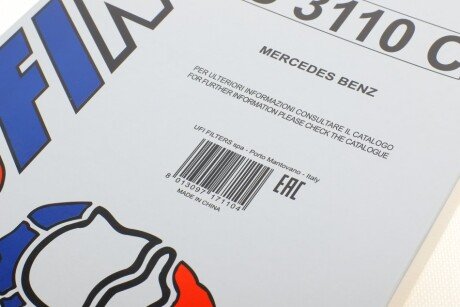 FIN
3110 C
MERCEDES BENZ
PER ULTERIORI INFORMAZIONI CONSULTARE IL CATALOGO
FOR FURTHER INFORMATION PLEASE CHECK THE CATALOGUE
UFI FILTERS spa - Porto Mantovano - Italy
8 013097 171104
EAC
MADE IN CHINA